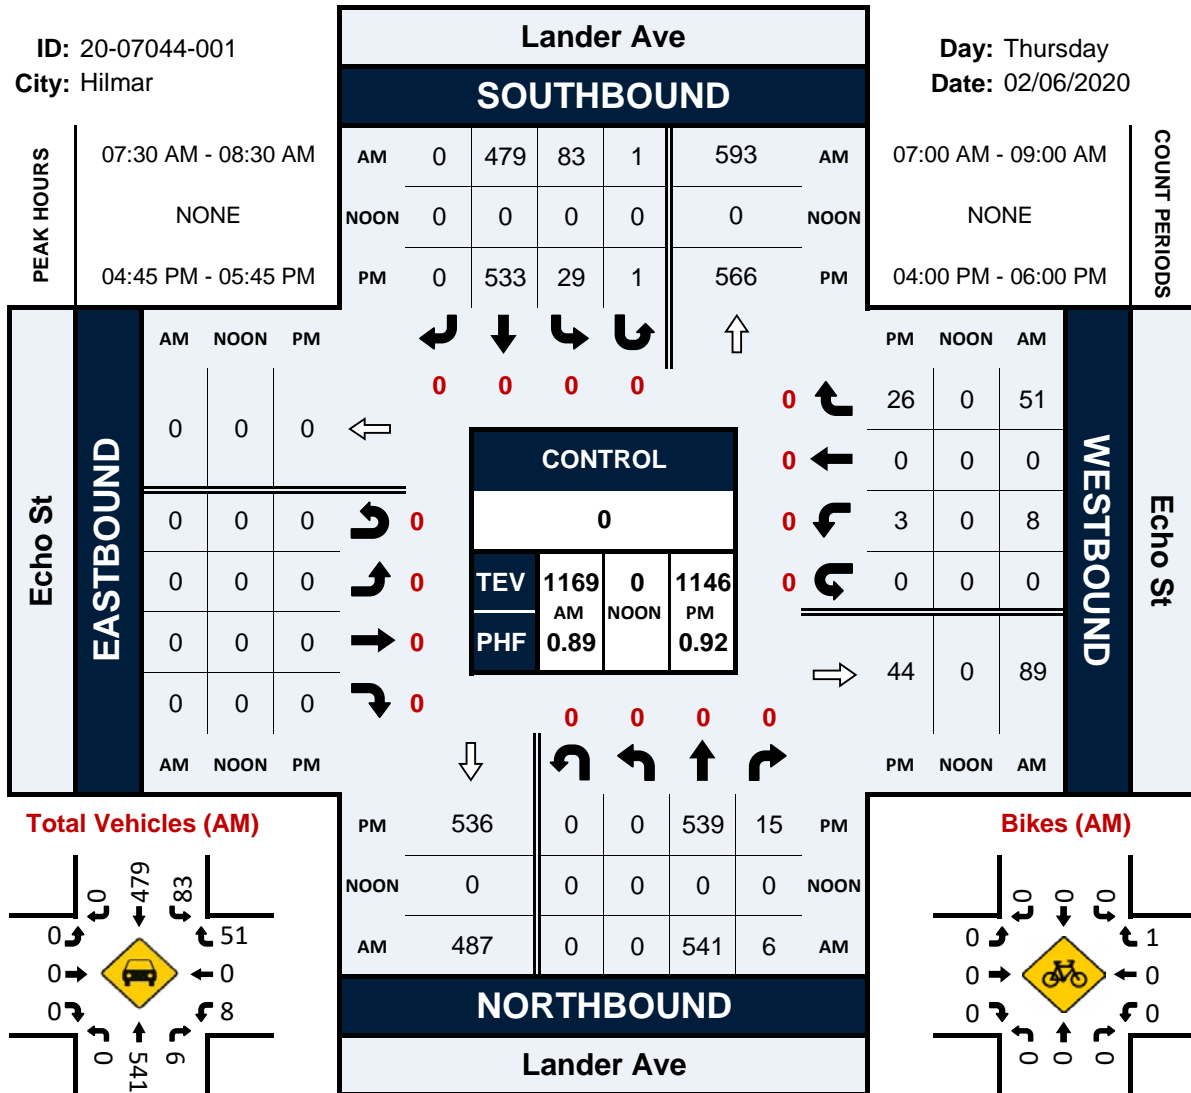 Lander Ave
ID: 20-07044-001
Day: Thursday
City: Hilmar
Date: 02/06/2020
SOUTHBOUND
PEAK HOURS
07:30 AM - 08:30 AM
AM 0 479 83 1 593 AM
07:00 AM - 09:00 AM
COUNT PERIODS
NONE
NOON 0 0 0 0 0 NOON
NONE
04:45 PM - 05:45 PM
PM 0 533 29 1 566 PM
04:00 PM - 06:00 PM
Echo St
EASTBOUND
AM NOON PM
PM NOON AM
0 0 0 0
0 26 0 51
0 0 0
0 0 0 0
0 0 0 0
0 3 0 8
0 0 0 0
0 0 0 0
0 0 0 0
0 0 0 0
44 0 89
AM NOON PM
PM NOON AM
WESTBOUND
Echo St
CONTROL
0
TEV 1169 0 1146
AM NOON PM
PHF 0.89 0.92
0 0 0 0
PM 536 0 0 539 15 PM
NOON 0 0 0 0 0 NOON
AM 487 0 0 541 6 AM
NORTHBOUND
Lander Ave
Total Vehicles (AM)
0 479 83
0 51
0 0
0 8
0 541 6
Bikes (AM)
0 0 0
0 1
0 0
0 0
0 0 0